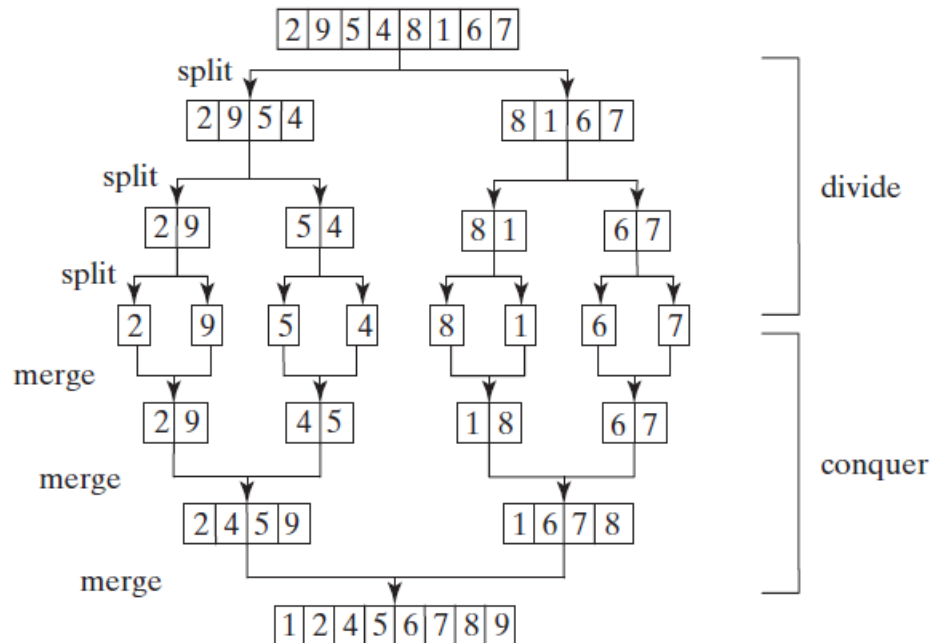 2 9 5 4 8 1 6 7
split
2 9 5 4 8 1 6 7
split
divide
2 9 5 4 8 1 6 7
split
2 9 5 4 8 1 6 7
merge
2 9 4 5 1 8 6 7
merge
conquer
2 4 5 9 1 6 7 8
merge
1 2 4 5 6 7 8 9